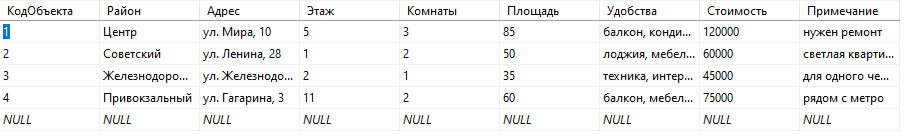 КодОбъекта Район Адрес Этаж Комнаты Площадь Удобства Стоимость Примечание
1 Центр ул. Мира, 10 5 3 85 балкон, конди... 120000 нужен ремонт
2 Советский ул. Ленина, 28 1 2 50 лоджия, мебел... 60000 светлая кварти...
3 Железнодоро... ул. Железнодо... 2 1 35 техника, интер... 45000 для одного че...
4 Привокзальный ул. Гагарина, 3 11 2 60 балкон, мебел... 75000 рядом с метро
NULL NULL NULL NULL NULL NULL NULL NULL NULL